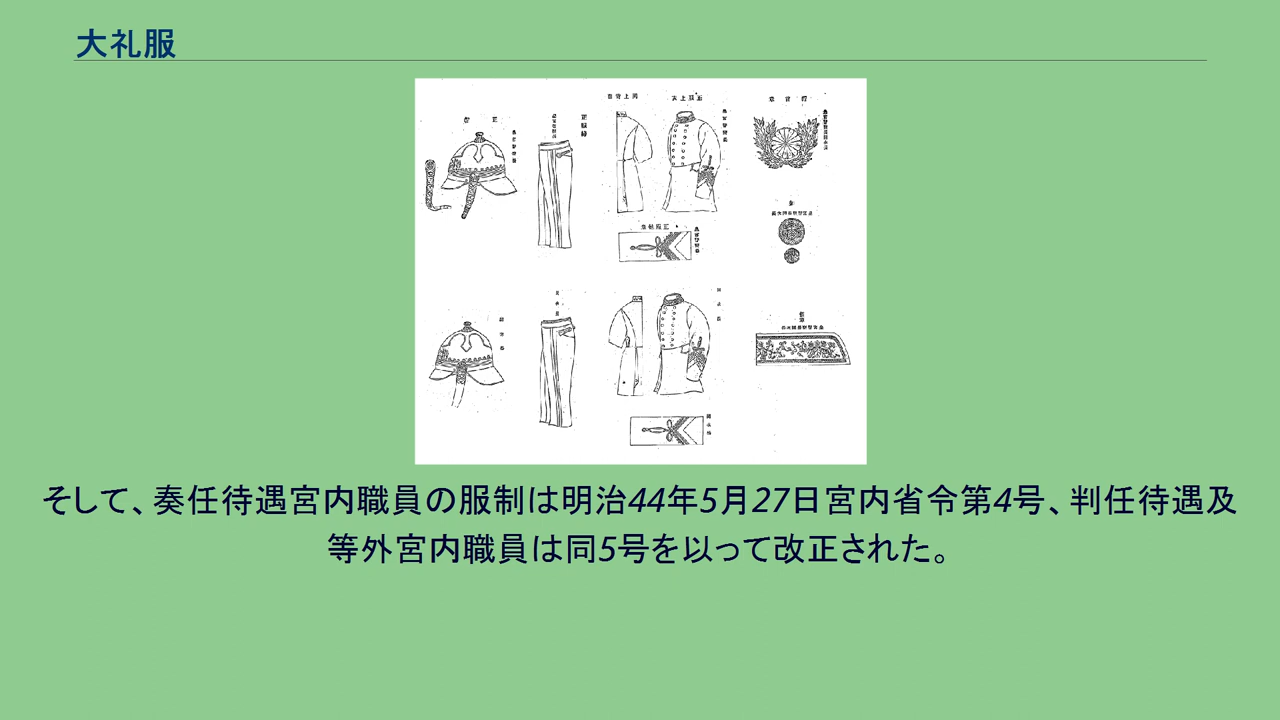 大礼服
そして、奏任待遇宮内職員の服制は明治44年5月27日宮内省令第4号、判任待遇及
等外宮内職員は同5号を以って改正された。